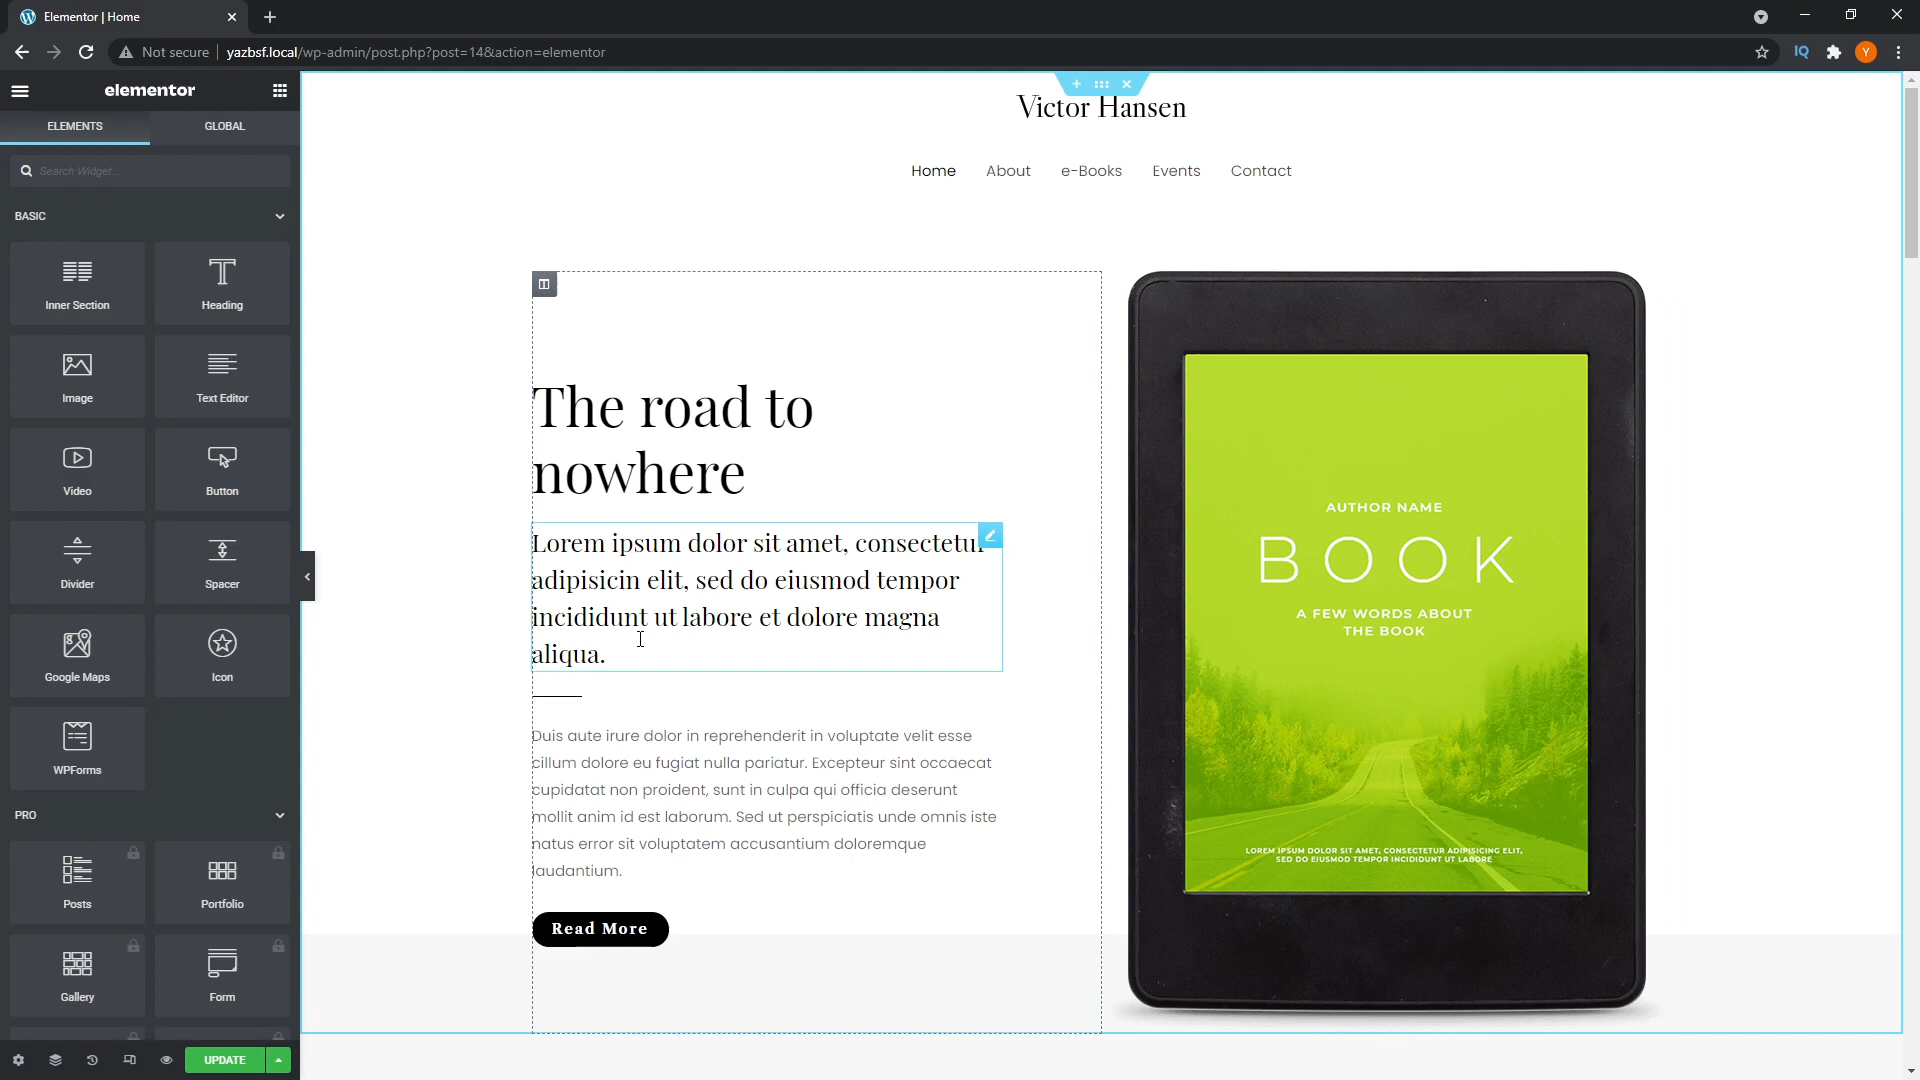 Elementor | Home
Not secure
yazbsf.local/wp-admin/post.php?post=14&action=elementor
IQ
Y
elementor
ELEMENTS
GLOBAL
Search Widget...
BASIC
Inner Section
Heading
Image
Text Editor
Video
Button
Divider
Spacer
Google Maps
Icon
WPForms
PRO
Posts
Portfolio
Gallery
Form
UPDATE
Victor Hansen
Home
About
e-Books
Events
Contact
The road to
nowhere
Lorem ipsum dolor sit amet, consectetur
adipisicin elit, sed do eiusmod tempor
incididunt ut labore et dolore magna
aliqua.
Duis aute irure dolor in reprehenderit in voluptate velit esse
cillum dolore eu fugiat nulla pariatur. Excepteur sint occaecat
cupidatat non proident, sunt in culpa qui officia deserunt
mollit anim id est laborum. Sed ut perspiciatis unde omnis iste
natus error sit voluptatem accusantium doloremque
laudantium.
Read More
AUTHOR NAME
BOOK
A FEW WORDS ABOUT
THE BOOK
LOREM IPSUM DOLOR SIT AMET, CONSECTETUR ADIPISICING ELIT,
SED DO EIUSMOD TEMPOR INCIDIDUNT UT LABORE